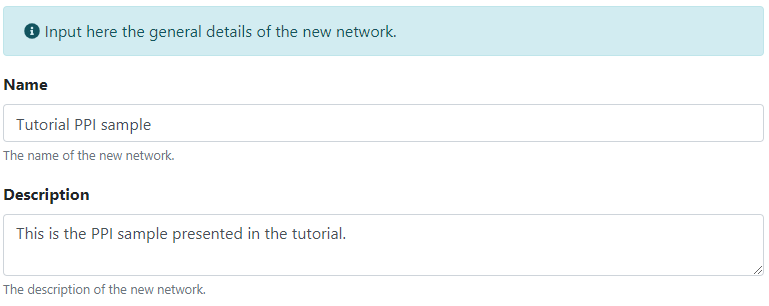 Input here the general details of the new network.
Name
Tutorial PPI sample
The name of the new network.
Description
This is the PPI sample presented in the tutorial.
The description of the new network.